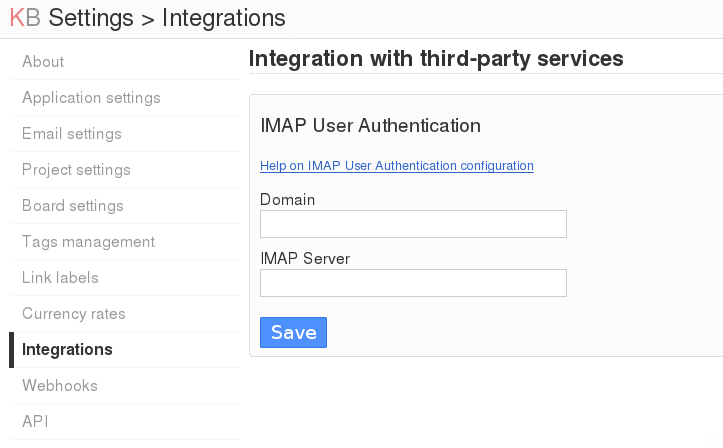 KB Settings > Integrations
About
Application settings
Email settings
Project settings
Board settings
Tags management
Link labels
Currency rates
Integrations
Webhooks
API
Integration with third-party services
IMAP User Authentication
Help on IMAP User Authentication configuration
Domain
IMAP Server
Save